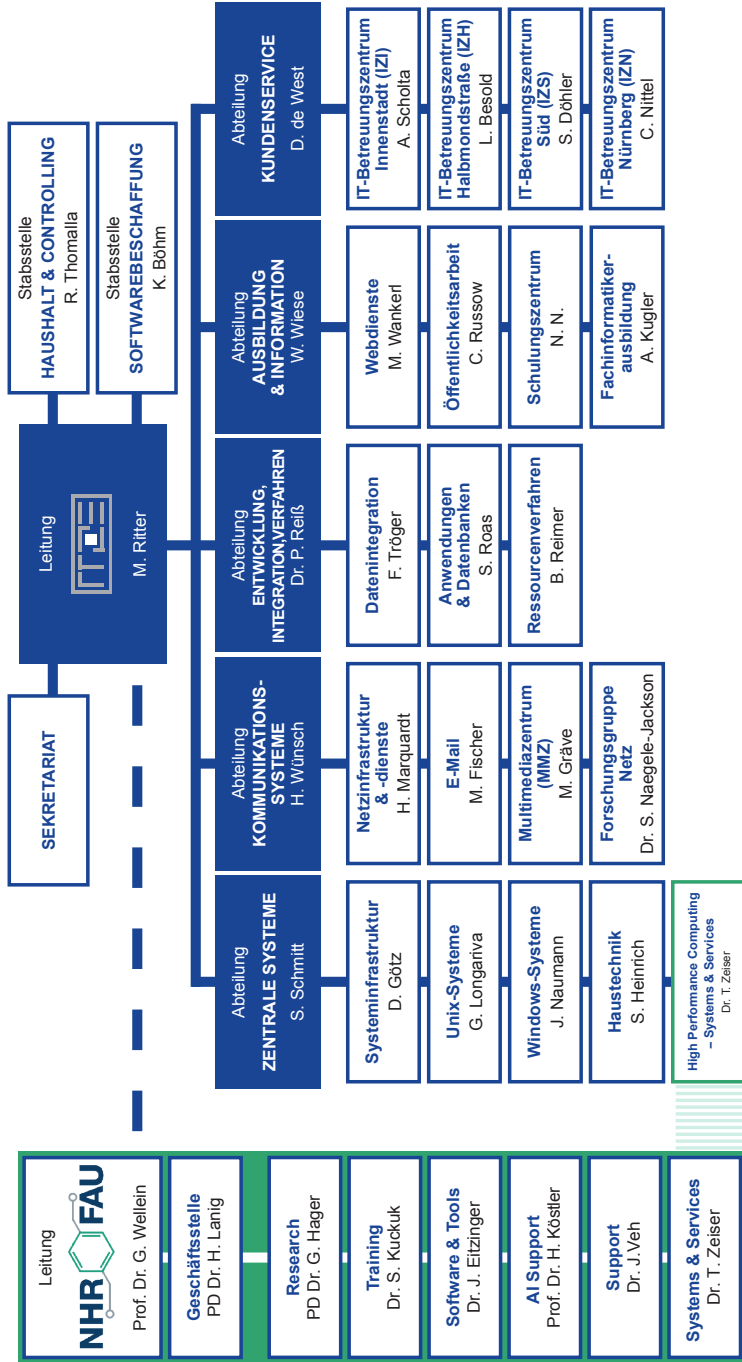 Leitung
NHR FAU
Prof. Dr. G. Wellein
Geschäftsstelle
PD Dr. H. Lanig
Research
PD Dr. G. Hager
Training
Dr. S. Kuckuk
Software & Tools
Dr. J. Eitzinger
AI Support
Prof. Dr. H. Köstler
Support
Dr. J.Veh
Systems & Services
Dr. T. Zeiser
SEKRETARIAT
Leitung
M. Ritter
Stabsstelle
HAUSHALT & CONTROLLING
R. Thomalla
Stabsstelle
SOFTWAREBESCHAFFUNG
K. Böhm
Abteilung
ZENTRALE SYSTEME
S. Schmitt
Systeminfrastruktur
D. Götz
Unix-Systeme
G. Longariva
Windows-Systeme
J. Naumann
Haustechnik
S. Heinrich
High Performance Computing
– Systems & Services
Dr. T. Zeiser
Abteilung
KOMMUNIKATIONS-
SYSTEME
H. Wünsch
Netzinfrastruktur
& -dienste
H. Marquardt
E-Mail
M. Fischer
Multimediazentrum
(MMZ)
M. Gräve
Forschungsgruppe
Netz
Dr. S. Naegele-Jackson
Abteilung
ENTWICKLUNG,
INTEGRATION,VERFAHREN
Dr. P. Reiß
Datenintegration
F. Tröger
Anwendungen
& Datenbanken
S. Roas
Ressourcenverfahren
B. Reimer
Abteilung
AUSBILDUNG
& INFORMATION
W. Wiese
Webdienste
M. Wankerl
Öffentlichkeitsarbeit
C. Russow
Schulungszentrum
N. N.
Fachinformatiker-
ausbildung
A. Kugler
Abteilung
KUNDENSERVICE
D. de West
IT-Betreuungszentrum
Innenstadt (IZI)
A. Scholta
IT-Betreuungszentrum
Halbmondstraße (IZH)
L. Besold
IT-Betreuungszentrum
Süd (IZS)
S. Döhler
IT-Betreuungszentrum
Nürnberg (IZN)
C. Nittel